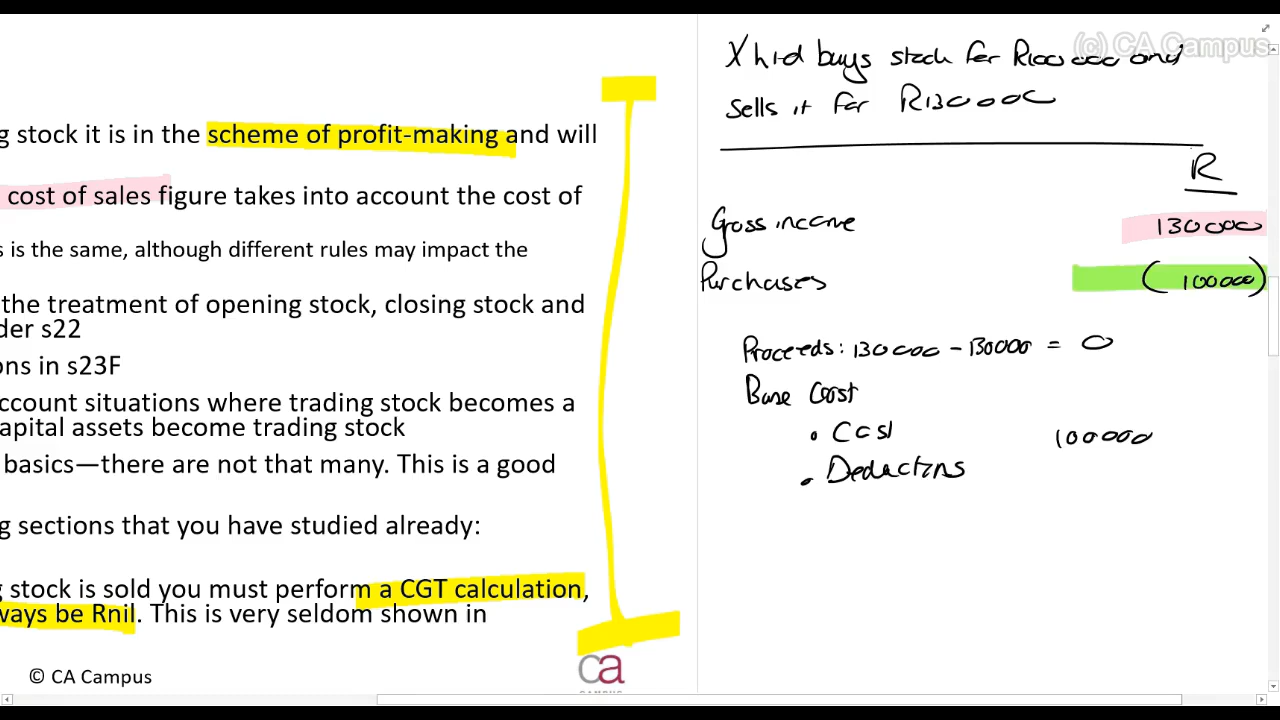 g stock it is in the scheme of profit-making and will
cost of sales figure takes into account the cost of
s is the same, although different rules may impact the
the treatment of opening stock, closing stock and
der s22
ons in s23F
ccount situations where trading stock becomes a
apital assets become trading stock
basics—there are not that many. This is a good
g sections that you have studied already:
g stock is sold you must perform a CGT calculation,
ways be Rnil. This is very seldom shown in
© CA Campus
ca
(c) CA Campus
X Ltd buys stock for R100 000 and
sells it for R130000
R
Gross income 130000
Purchases (100000)
Proceeds: 130000 - 130000 = 0
Base Cost
• Cost 100000
• Deductions